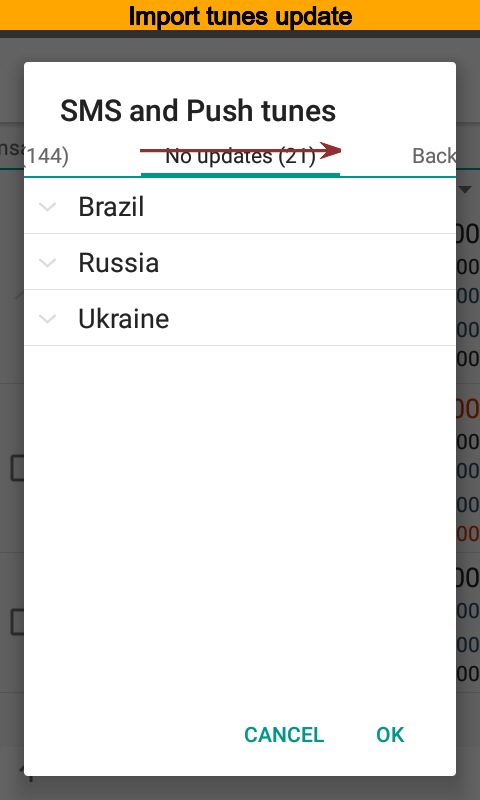 Import tunes update
SMS and Push tunes
(144) No updates (21) Back
Brazil
Russia
Ukraine
CANCEL OK